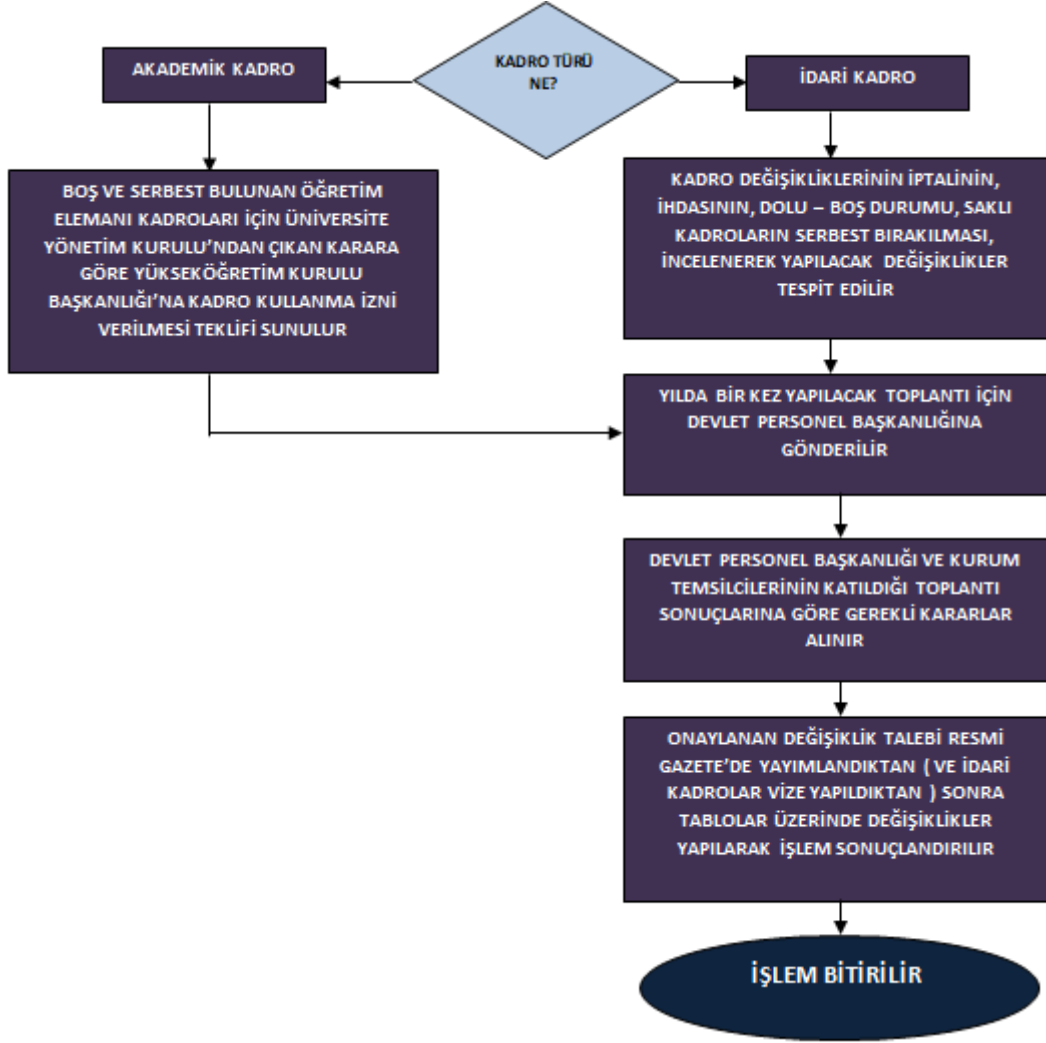 KADRO TÜRÜ
NE?
AKADEMİK KADRO
İDARİ KADRO
BOŞ VE SERBEST BULUNAN ÖĞRETİM
ELEMANI KADROLARI İÇİN ÜNİVERSİTE
YÖNETİM KURULU’NDAN ÇIKAN KARARA
GÖRE YÜKSEKÖĞRETİM KURULU
BAŞKANLIĞI’NA KADRO KULLANMA İZNİ
VERİLMESİ TEKLİFİ SUNULUR
KADRO DEĞİŞİKLİKLERİNİN İPTALİNİN,
İHDASININ, DOLU – BOŞ DURUMU, SAKLI
KADROLARIN SERBEST BIRAKILMASI,
İNCELENEREK YAPILACAK DEĞİŞİKLİKLER
TESPİT EDİLİR
YILDA BİR KEZ YAPILACAK TOPLANTI İÇİN
DEVLET PERSONEL BAŞKANLIĞINA
GÖNDERİLİR
DEVLET PERSONEL BAŞKANLIĞI VE KURUM
TEMSİLCİLERİNİN KATILDIĞI TOPLANTI
SONUÇLARINA GÖRE GEREKLİ KARARLAR
ALINIR
ONAYLANAN DEĞİŞİKLİK TALEBİ RESMİ
GAZETE’DE YAYIMLANDIKTAN ( VE İDARİ
KADROLAR VİZE YAPILDIKTAN ) SONRA
TABLOLAR ÜZERİNDE DEĞİŞİKLİKLER
YAPILARAK İŞLEM SONUÇLANDIRILIR
İŞLEM BİTİRİLİR